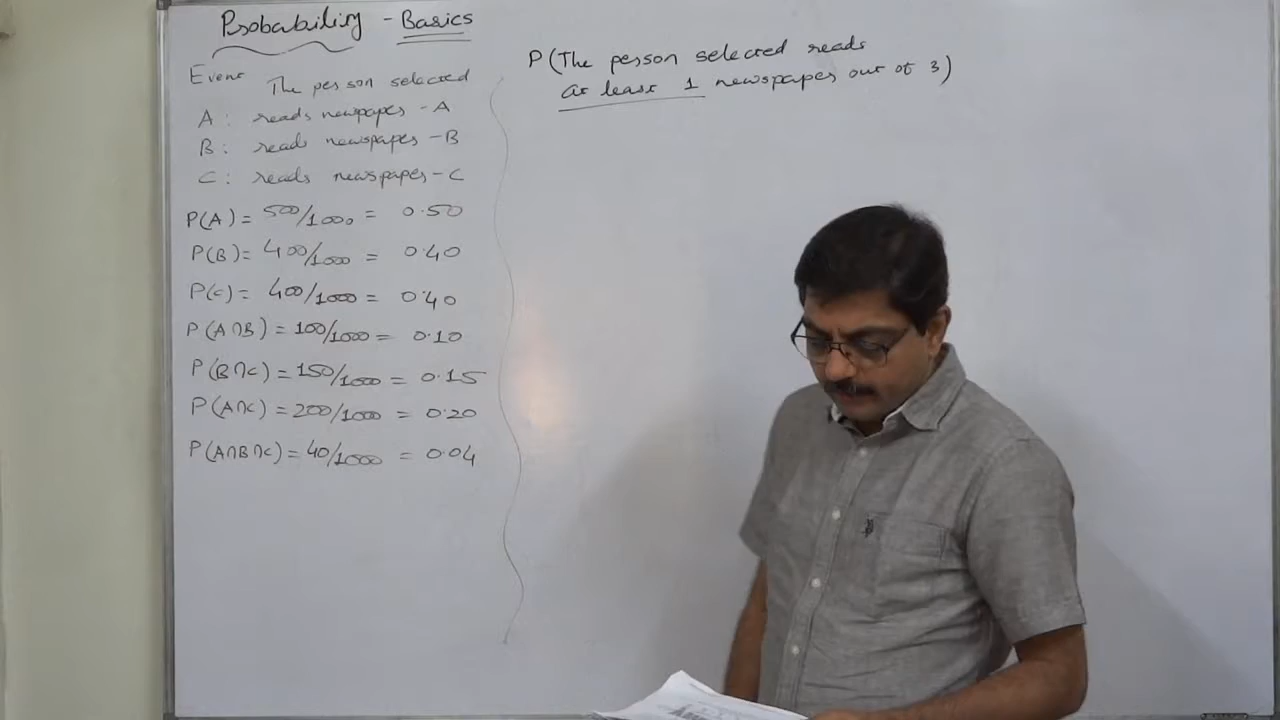 Probability - Basics
Event The person selected
A: reads newspaper - A
B: reads newspaper - B
C: reads newspaper - C
P(A) = 500/1000 = 0.50
P(B) = 400/1000 = 0.40
P(C) = 400/1000 = 0.40
P(A∩B) = 100/1000 = 0.10
P(B∩C) = 150/1000 = 0.15
P(A∩C) = 200/1000 = 0.20
P(A∩B∩C) = 40/1000 = 0.04
P(The person selected reads
at least 1 newspaper out of 3)